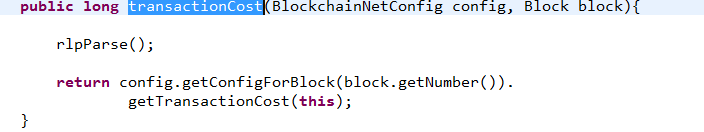 public long transactionCost(BlockchainNetConfig config, Block block){
rlpParse();
return config.getConfigForBlock(block.getNumber()).
getTransactionCost(this);
}